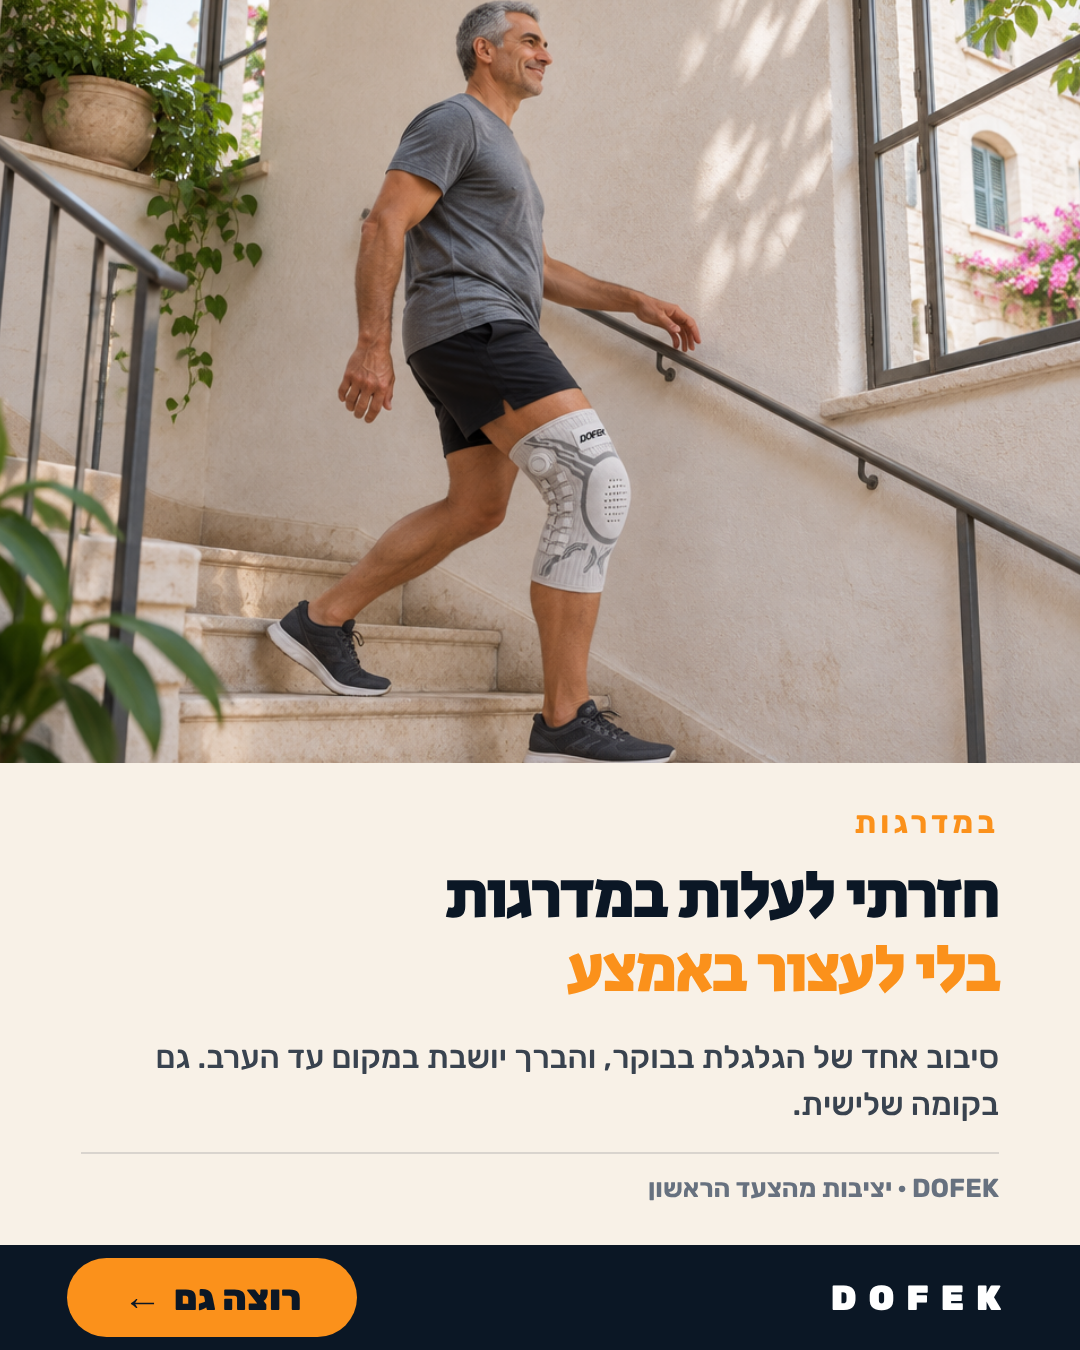 DOFEK
במדרגות
חזרתי לעלות במדרגות
בלי לעצור באמצע
סיבוב אחד של הגלגלת בבוקר, והברך יושבת במקום עד הערב. גם
בקומה שלישית.
DOFEK • יציבות מהצעד הראשון
DOFEK
רוצה גם ←